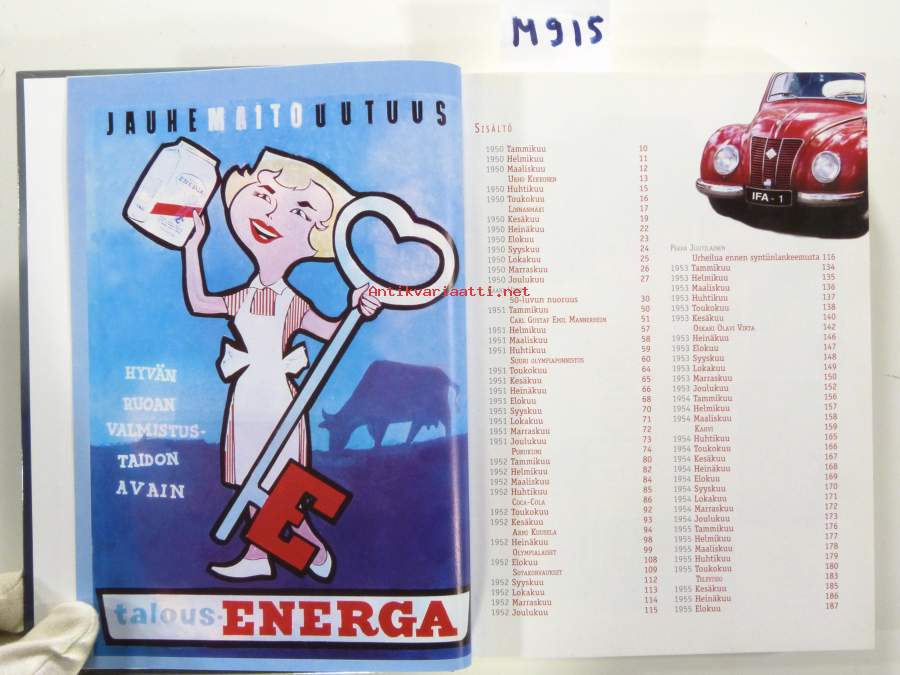 M915
JAUHEMAITOUUTUUS
ENERGA
HYVÄN
RUOAN
VALMISTUS-
TAIDON
AVAIN
E
talous-ENERGA
Antikvariaatti.net
SISÄLTÖ
1950 Tammikuu 10
1950 Helmikuu 11
1950 Maaliskuu 12
URHO KEKKONEN 13
1950 Huhtikuu 15
1950 Toukokuu 16
LINNANMÄKI 17
1950 Kesäkuu 19
1950 Heinäkuu 22
1950 Elokuu 23
1950 Syyskuu 24
1950 Lokakuu 25
1950 Marraskuu 26
1950 Joulukuu 27
50-luvun nuoruus 30
1951 Tammikuu 50
CARL GUSTAF EMIL MANNERHEIM 51
1951 Helmikuu 57
1951 Maaliskuu 58
1951 Huhtikuu 59
SUURI OLYMPIAPONNISTUS 60
1951 Toukokuu 64
1951 Kesäkuu 65
1951 Heinäkuu 66
1951 Elokuu 68
1951 Syyskuu 70
1951 Lokakuu 71
1951 Marraskuu 72
1951 Joulukuu 73
PUUKKONI 74
1952 Tammikuu 80
1952 Helmikuu 82
1952 Maaliskuu 84
1952 Huhtikuu 85
COCA-COLA 86
1952 Toukokuu 92
1952 Kesäkuu 93
ARMI KUUSELA 94
1952 Heinäkuu 98
OLYMPIALAISET 99
1952 Elokuu 108
SOTAKORVAUKSET 109
1952 Syyskuu 112
1952 Lokakuu 113
1952 Marraskuu 114
1952 Joulukuu 115
IFA - 1
PEKKA JUUTILAINEN
Urheilua ennen syntiinlankeemusta 116
1953 Tammikuu 134
1953 Helmikuu 135
1953 Maaliskuu 136
1953 Huhtikuu 137
1953 Toukokuu 138
1953 Kesäkuu 140
OSKARI OLAVI VIRTA 142
1953 Heinäkuu 146
1953 Elokuu 147
1953 Syyskuu 148
1953 Lokakuu 149
1953 Marraskuu 150
1953 Joulukuu 152
1954 Tammikuu 156
1954 Helmikuu 157
1954 Maaliskuu 158
KAHVI 159
1954 Huhtikuu 165
1954 Toukokuu 166
1954 Kesäkuu 167
1954 Heinäkuu 168
1954 Elokuu 169
1954 Syyskuu 170
1954 Lokakuu 171
1954 Marraskuu 172
1954 Joulukuu 173
1955 Tammikuu 176
1955 Helmikuu 177
1955 Maaliskuu 178
1955 Huhtikuu 179
1955 Toukokuu 180
TELEVISIO 183
1955 Kesäkuu 185
1955 Heinäkuu 186
1955 Elokuu 187